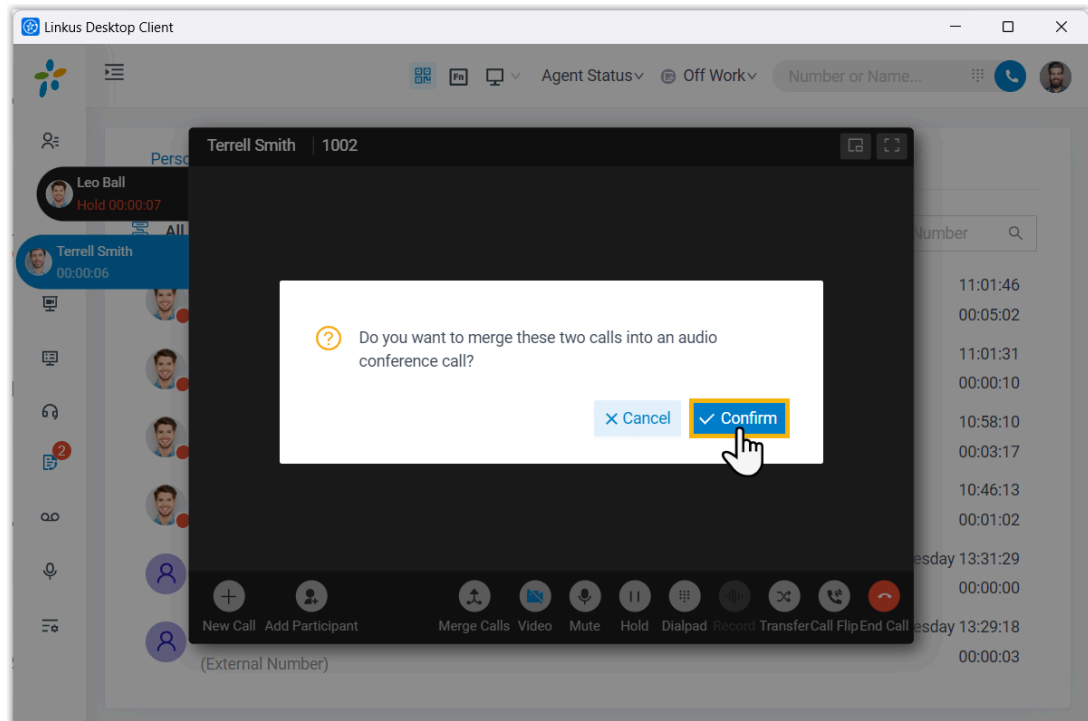 Linkus Desktop Client
Fn
Agent Status
Off Work
Number or Name...
Terrell Smith
1002
Leo Ball
Hold 00:00:07
All
Number
Terrell Smith
00:00:06
11:01:46
00:05:02
Do you want to merge these two calls into an audio
conference call?
11:01:31
00:00:10
Cancel
Confirm
10:58:10
2
00:03:17
10:46:13
00:01:02
13:31:29
00:00:00
New Call Add Participant Merge Calls Video Mute Hold Dialpad Record Transfer Call Flip End Call
13:29:18
(External Number)
00:00:03